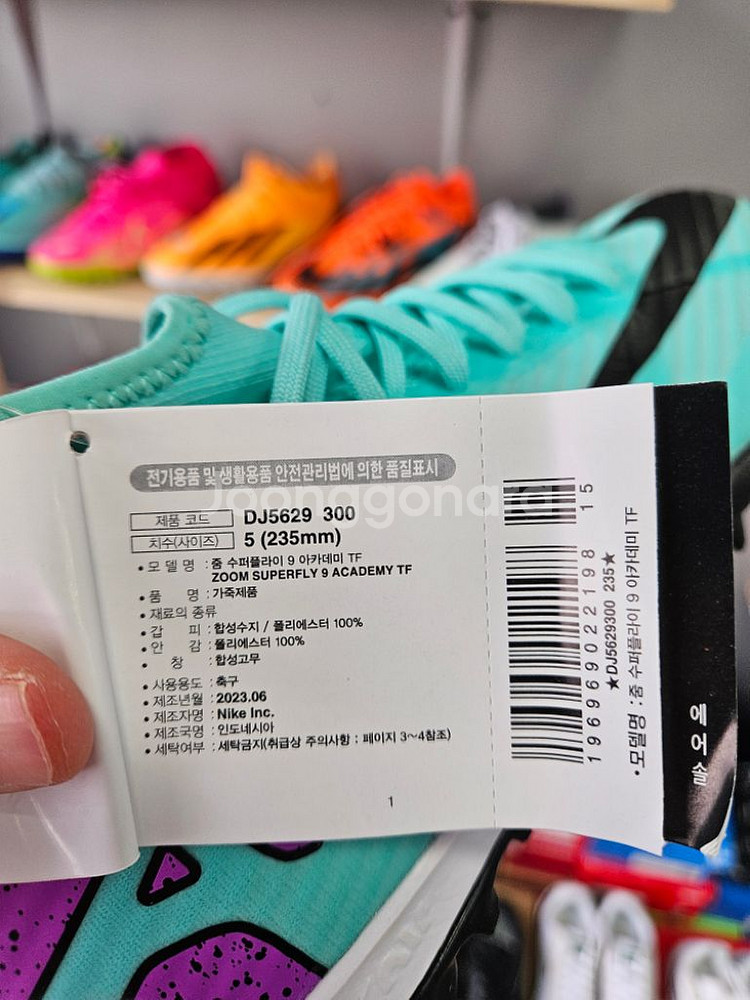 전기용품 및 생활용품 안전관리법에 의한 품질표시
제품 코드 DJ5629 300
치수(사이즈) 5 (235mm)
• 모 델 명 : 줌 수퍼플라이 9 아카데미 TF
ZOOM SUPERFLY 9 ACADEMY TF
• 품 명 : 가죽제품
• 재료의 종류
• 갑 피 : 합성수지 / 폴리에스터 100%
• 안 감 : 폴리에스터 100%
• 창 : 합성고무
• 사용용도 : 축구
• 제조년월 : 2023.06
• 제조자명 : Nike Inc.
• 제조국명 : 인도네시아
• 세탁여부 : 세탁금지(취급상 주의사항 : 페이지 3~4참조)
1
15
196969022198
★DJ5629300 235★
• 모델명 : 줌 수퍼플라이 9 아카데미 TF
에어솔
Joonggonara